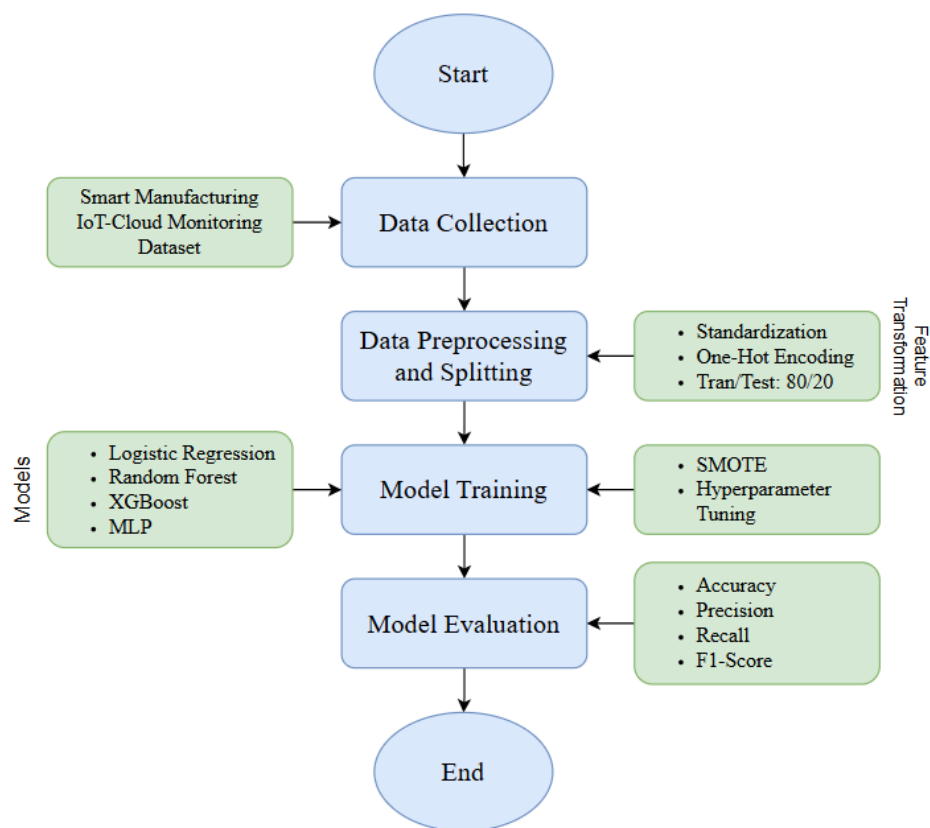 Start
Smart Manufacturing
IoT-Cloud Monitoring
Dataset
Data Collection
Data Preprocessing
and Splitting
• Standardization
• One-Hot Encoding
• Tran/Test: 80/20
Feature
Transformation
Models
• Logistic Regression
• Random Forest
• XGBoost
• MLP
Model Training
• SMOTE
• Hyperparameter
Tuning
Model Evaluation
• Accuracy
• Precision
• Recall
• F1-Score
End